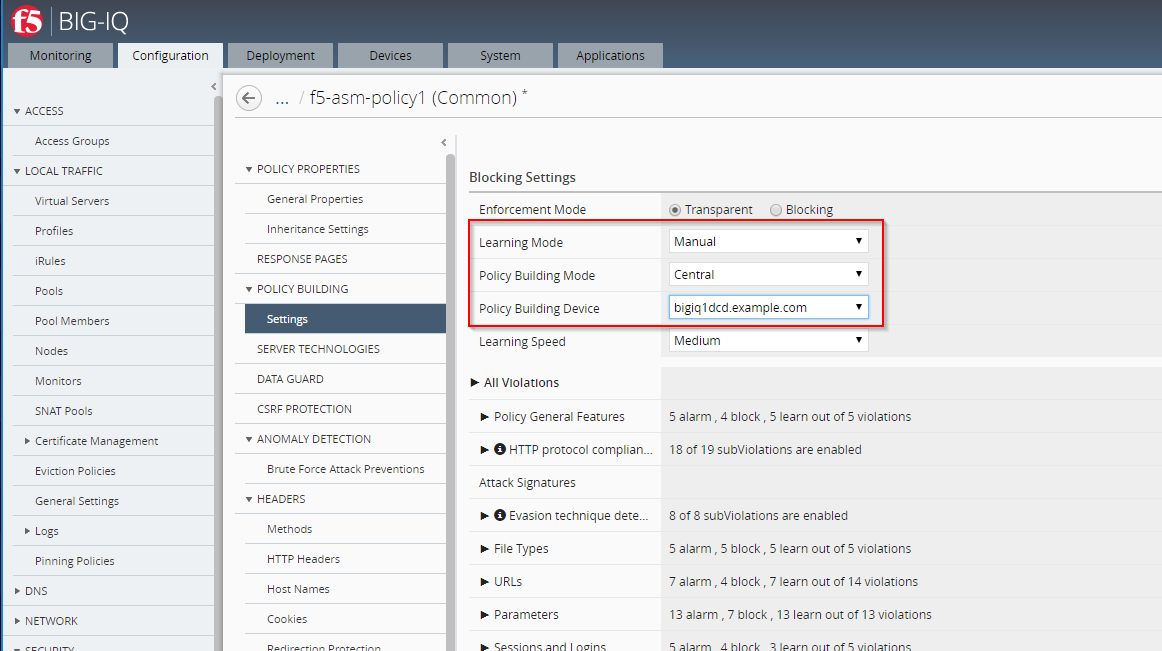 f5 BIG-IQ
Monitoring Configuration Deployment Devices System Applications
ACCESS
Access Groups
LOCAL TRAFFIC
Virtual Servers
Profiles
iRules
Pools
Pool Members
Nodes
Monitors
SNAT Pools
Certificate Management
Eviction Policies
General Settings
Logs
Pinning Policies
DNS
NETWORK
SECURITY
... / f5-asm-policy1 (Common) *
POLICY PROPERTIES
General Properties
Inheritance Settings
RESPONSE PAGES
POLICY BUILDING
Settings
SERVER TECHNOLOGIES
DATA GUARD
CSRF PROTECTION
ANOMALY DETECTION
Brute Force Attack Preventions
HEADERS
Methods
HTTP Headers
Host Names
Cookies
Redirection Protection
Blocking Settings
Enforcement Mode Transparent Blocking
Learning Mode Manual
Policy Building Mode Central
Policy Building Device bigiq1dcd.example.com
Learning Speed Medium
All Violations
Policy General Features 5 alarm , 4 block , 5 learn out of 5 violations
HTTP protocol complian... 18 of 19 subViolations are enabled
Attack Signatures
Evasion technique dete... 8 of 8 subViolations are enabled
File Types 5 alarm , 5 block , 5 learn out of 5 violations
URLs 7 alarm , 4 block , 7 learn out of 14 violations
Parameters 13 alarm , 7 block , 13 learn out of 13 violations
Sessions and Logins 5 alarm , 4 block , 3 learn out of 5 violations